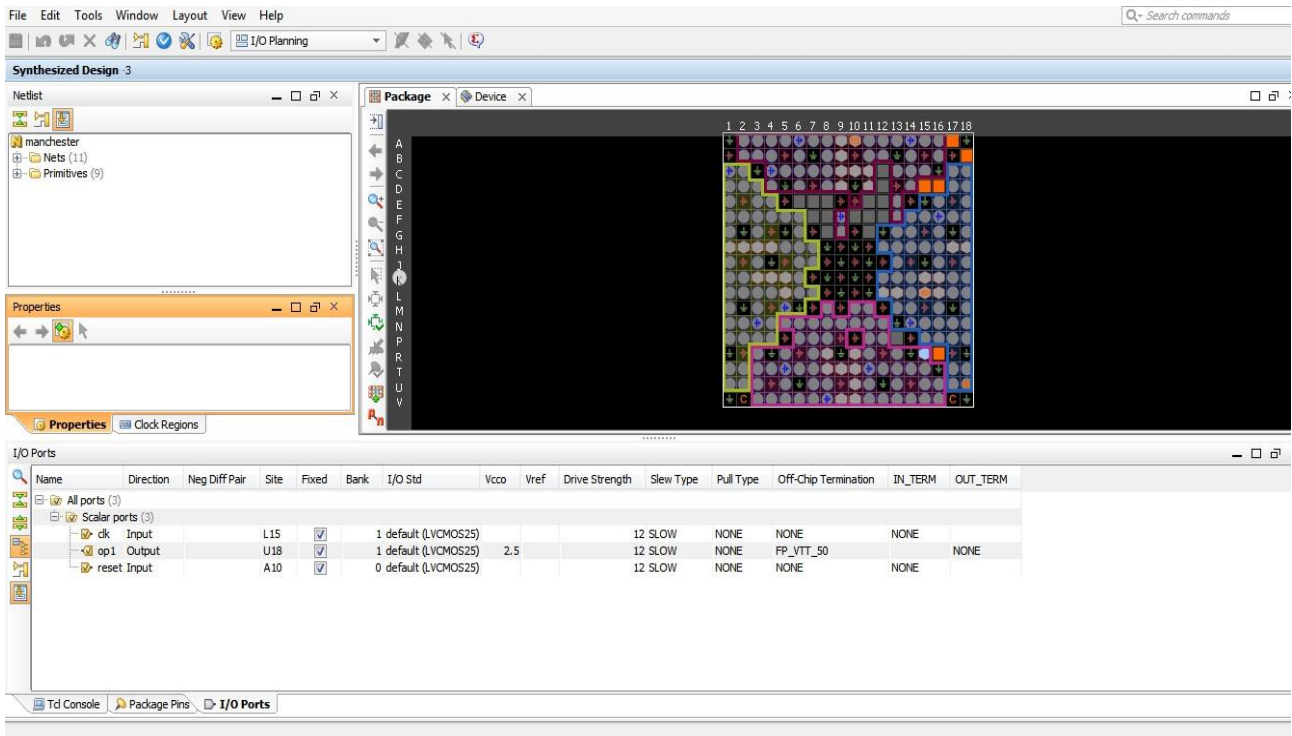 File Edit Tools Window Layout View Help
Search commands
I/O Planning
Synthesized Design -3
Netlist
manchester
Nets (11)
Primitives (9)
Properties
Properties Clock Regions
Package Device
1 2 3 4 5 6 7 8 9 10 11 12 13 14 15 16 17 18
A
B
C
D
E
F
G
H
J
K
L
M
N
P
R
T
U
V
C C
I/O Ports
Name Direction Neg Diff Pair Site Fixed Bank I/O Std Vcco Vref Drive Strength Slew Type Pull Type Off-Chip Termination IN_TERM OUT_TERM
All ports (3)
Scalar ports (3)
clk Input L15 1 default (LVCMOS25) 12 SLOW NONE NONE NONE
op1 Output U18 1 default (LVCMOS25) 2.5 12 SLOW NONE FP_VTT_50 NONE
reset Input A10 0 default (LVCMOS25) 12 SLOW NONE NONE NONE
Tcl Console Package Pins I/O Ports